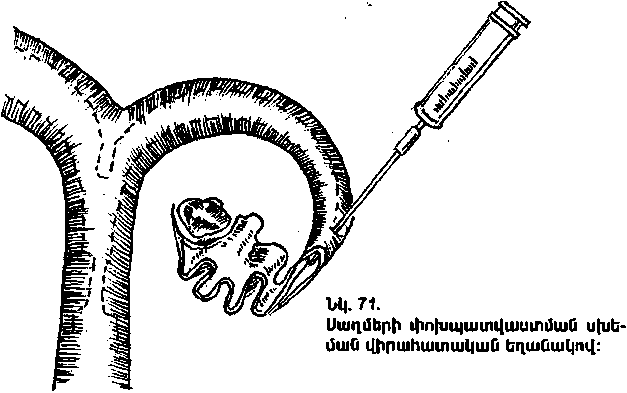 Նկ. 71.
Սաղմերի փոխպատվաստման սխե-
ման վիրահատական եղանակով: